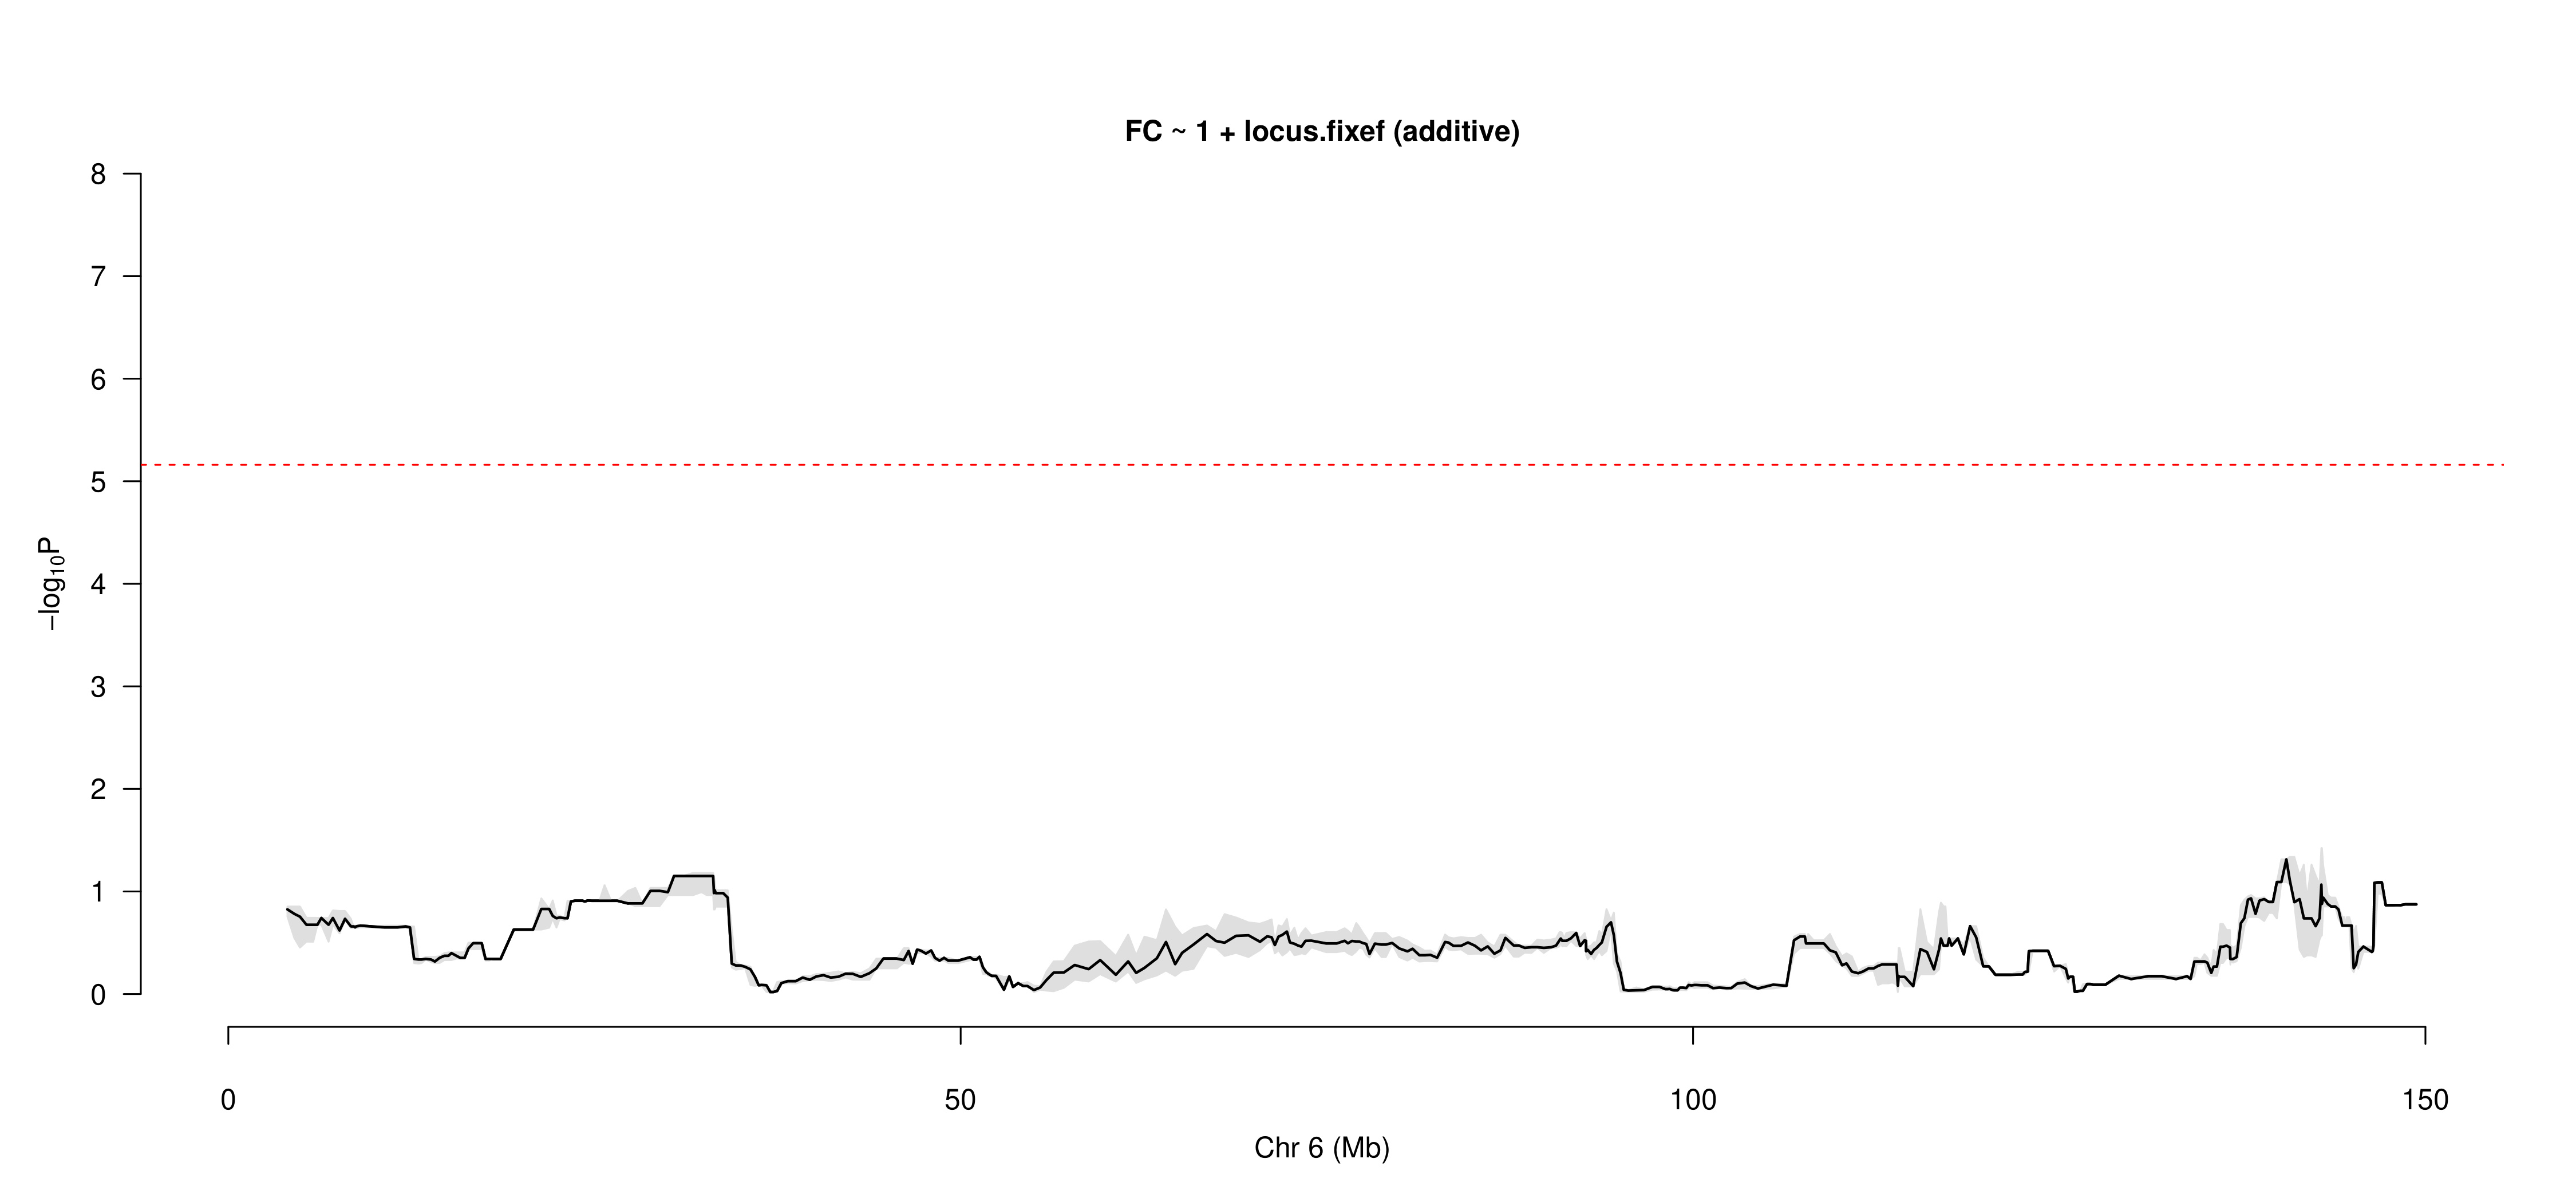 FC ~ 1 + locus.fixef (additive)
8
7
6
5
4
3
2
1
0
−log₁₀P
0 50 100 150
Chr 6 (Mb)